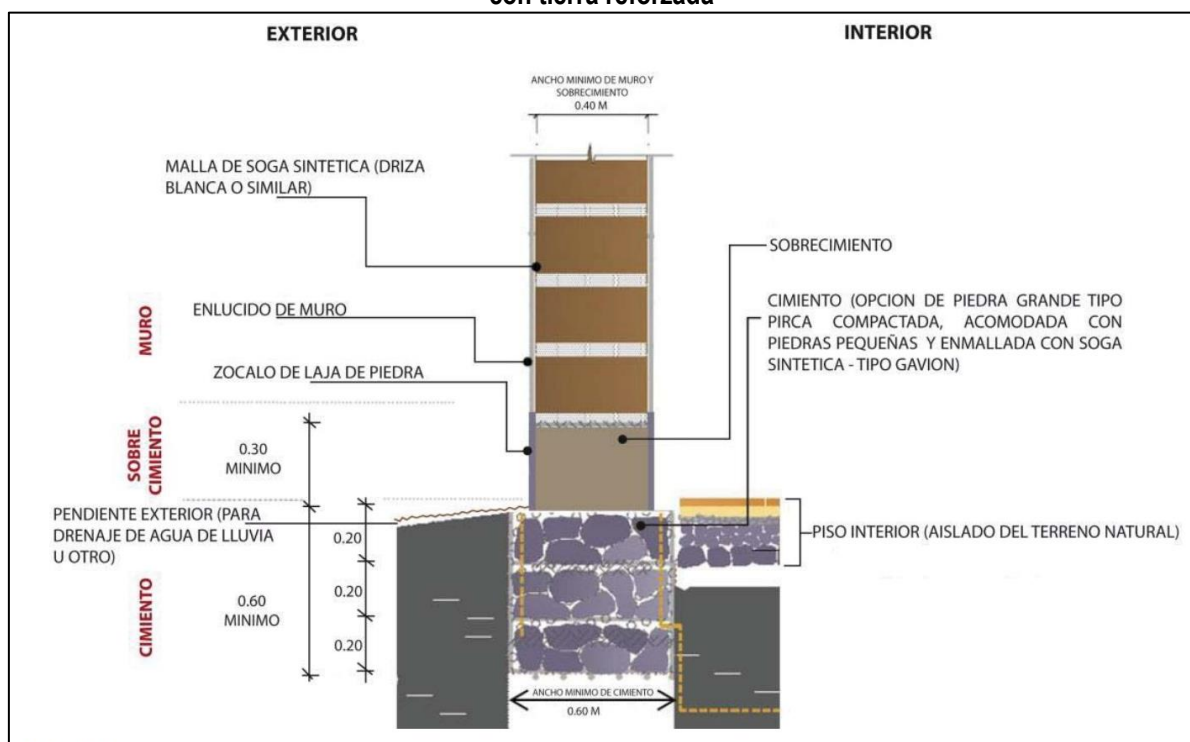 con tierra reforzada
EXTERIOR
INTERIOR
ANCHO MINIMO DE MURO Y
SOBRECIMIENTO
0.40 M
MALLA DE SOGA SINTETICA (DRIZA
BLANCA O SIMILAR)
SOBRECIMIENTO
CIMIENTO (OPCION DE PIEDRA GRANDE TIPO
PIRCA COMPACTADA, ACOMODADA CON
PIEDRAS PEQUEÑAS Y ENMALLADA CON SOGA
SINTETICA - TIPO GAVION)
MURO
ENLUCIDO DE MURO
ZOCALO DE LAJA DE PIEDRA
SOBRE
CIMIENTO
0.30
MINIMO
PENDIENTE EXTERIOR (PARA
DRENAJE DE AGUA DE LLUVIA
U OTRO)
0.20
PISO INTERIOR (AISLADO DEL TERRENO NATURAL)
CIMIENTO
0.60
MINIMO
0.20
0.20
ANCHO MINIMO DE CIMIENTO
0.60 M